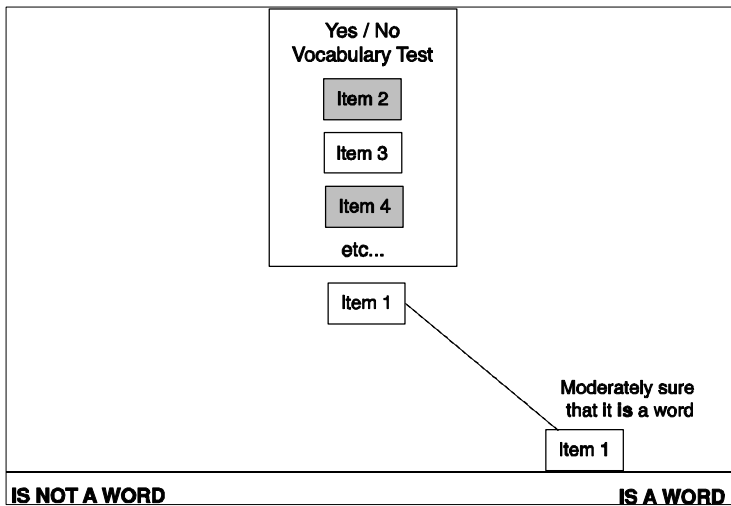 Yes / No
Vocabulary Test
Item 2
Item 3
Item 4
etc...
Item 1
Moderately sure
that it is a word
Item 1
IS NOT A WORD
IS A WORD